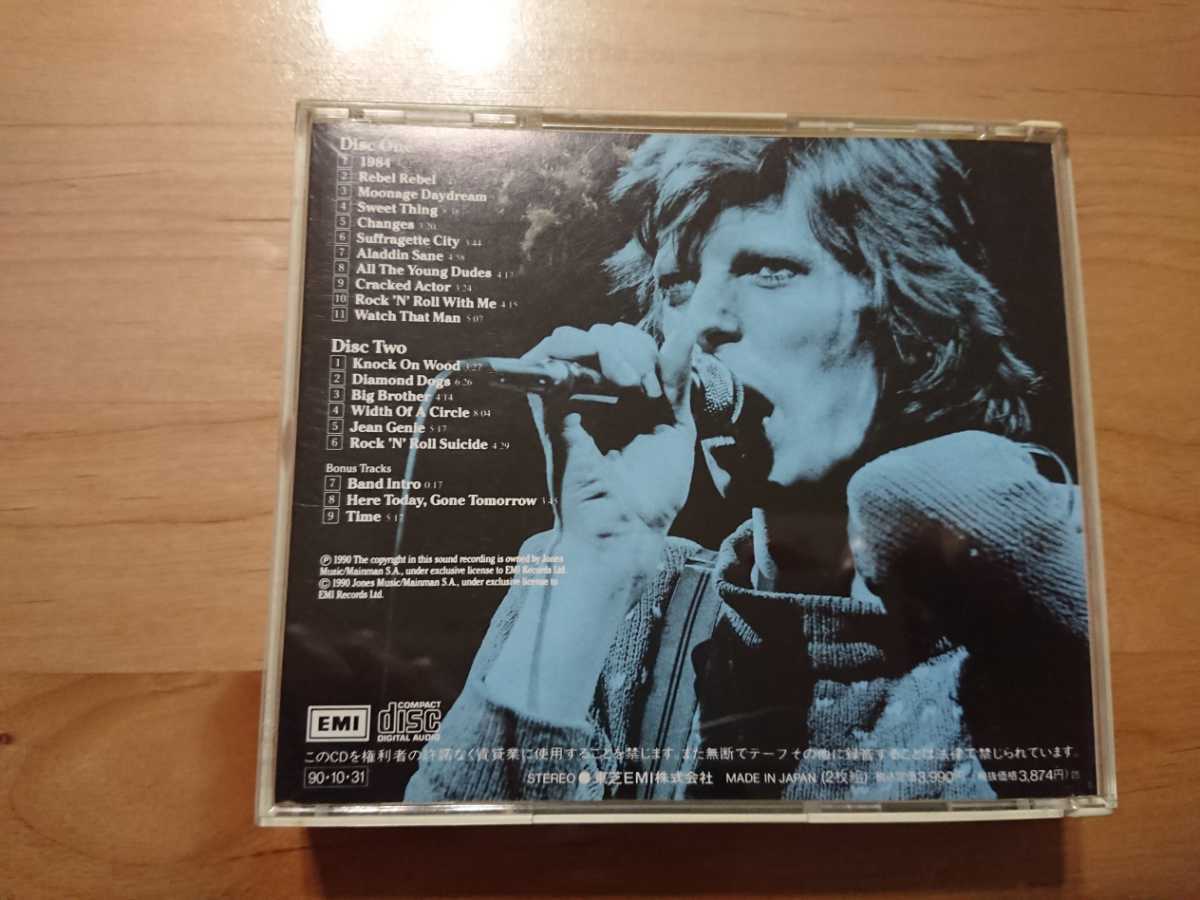 Disc One
1 1984
2 Rebel Rebel
3 Moonage Daydream
4 Sweet Thing
5 Changes 3:20
6 Suffragette City 3:44
7 Aladdin Sane 4:58
8 All The Young Dudes 4:17
9 Cracked Actor 3:24
10 Rock 'N' Roll With Me 4:15
11 Watch That Man 5:07
Disc Two
1 Knock On Wood 3:27
2 Diamond Dogs 6:26
3 Big Brother 4:14
4 Width Of A Circle 8:04
5 Jean Genie 5:17
6 Rock 'N' Roll Suicide 4:29
Bonus Tracks
7 Band Intro 0:17
8 Here Today, Gone Tomorrow 3:45
9 Time 5:17
Ⓟ 1990 The copyright in this sound recording is owned by Jones
Music/Mainman S.A., under exclusive license to EMI Records Ltd.
© 1990 Jones Music/Mainman S.A., under exclusive license to
EMI Records Ltd.
EMI COMPACT disc DIGITAL AUDIO
このCDを権利者の許諾なく賃貸業に使用することを禁じます。また無断でテープその他に録音することは法律で禁じられています。
90・10・31 STEREO ● 東芝EMI株式会社 MADE IN JAPAN (2枚組) 税込定価3,990円 税抜価格3,874円